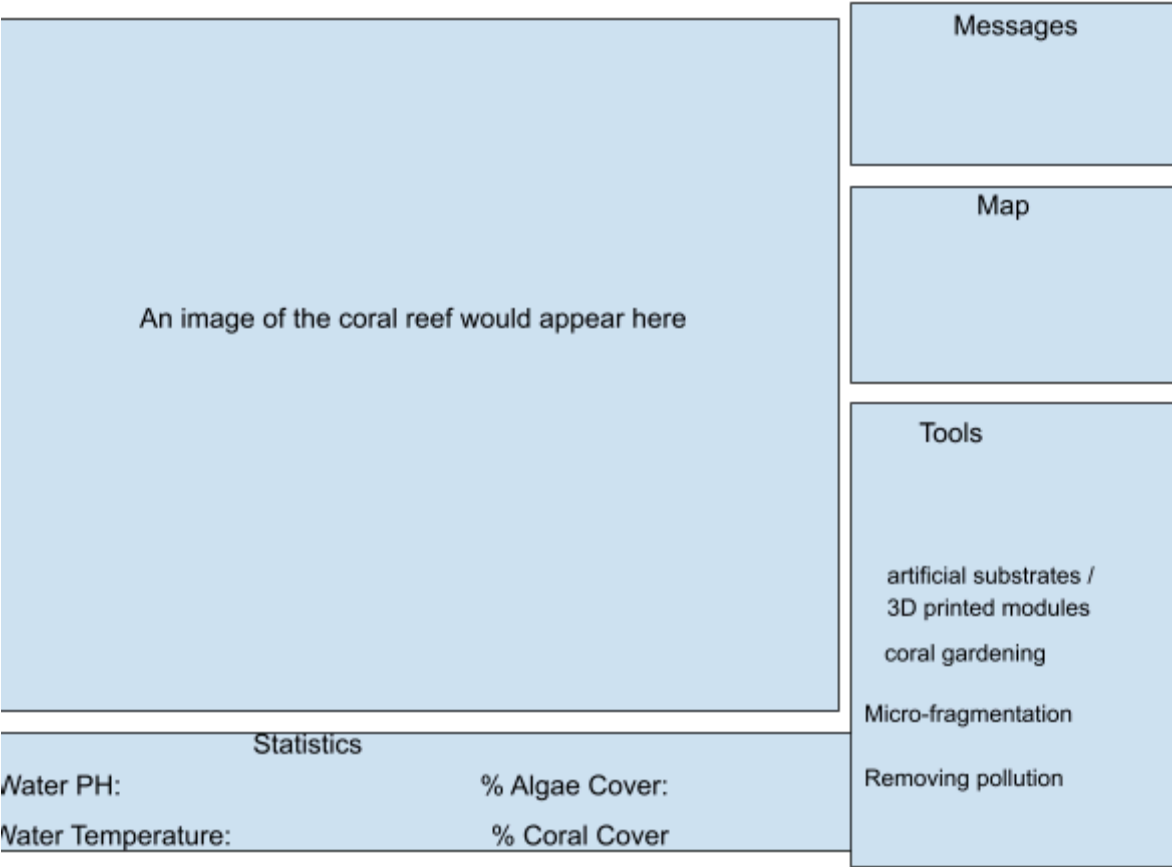 Messages
Map
An image of the coral reef would appear here
Tools
artificial substrates /
3D printed modules
coral gardening
Micro-fragmentation
Removing pollution
Statistics
Water PH:
% Algae Cover:
Water Temperature:
% Coral Cover